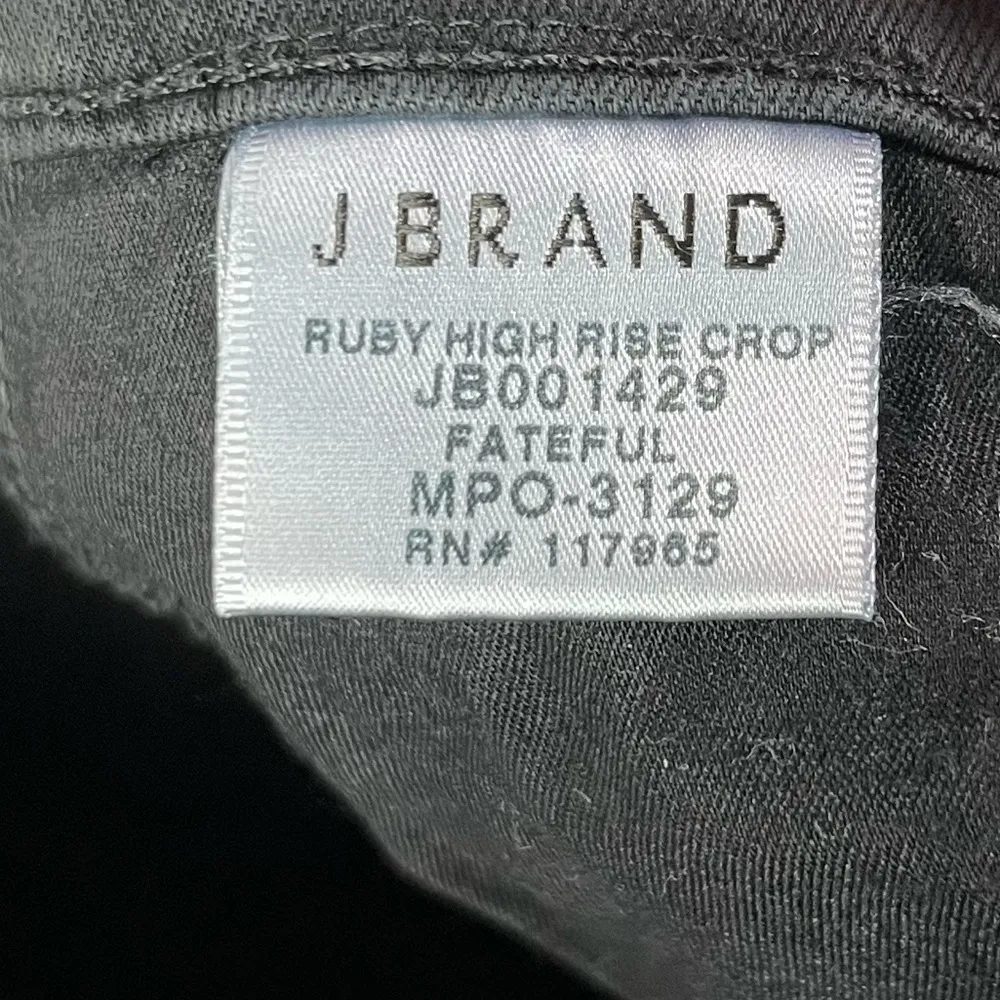 J BRAND
RUBY HIGH RISE CROP
JB001429
FATEFUL
MPO-3129
RN# 117965